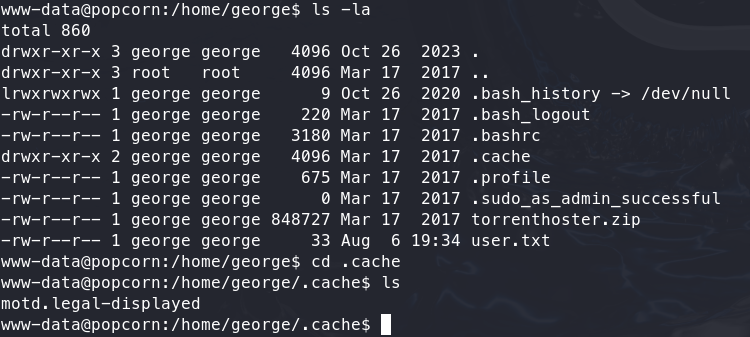 www-data@popcorn:/home/george$ ls -la
total 860
drwxr-xr-x 3 george george   4096 Oct 26  2023 .
drwxr-xr-x 3 root   root     4096 Mar 17  2017 ..
lrwxrwxrwx 1 george george      9 Oct 26  2020 .bash_history -> /dev/null
-rw-r--r-- 1 george george    220 Mar 17  2017 .bash_logout
-rw-r--r-- 1 george george   3180 Mar 17  2017 .bashrc
drwxr-xr-x 2 george george   4096 Mar 17  2017 .cache
-rw-r--r-- 1 george george    675 Mar 17  2017 .profile
-rw-r--r-- 1 george george      0 Mar 17  2017 .sudo_as_admin_successful
-rw-r--r-- 1 george george 848727 Mar 17  2017 torrenthoster.zip
-rw-r--r-- 1 george george     33 Aug  6 19:34 user.txt
www-data@popcorn:/home/george$ cd .cache
www-data@popcorn:/home/george/.cache$ ls
motd.legal-displayed
www-data@popcorn:/home/george/.cache$